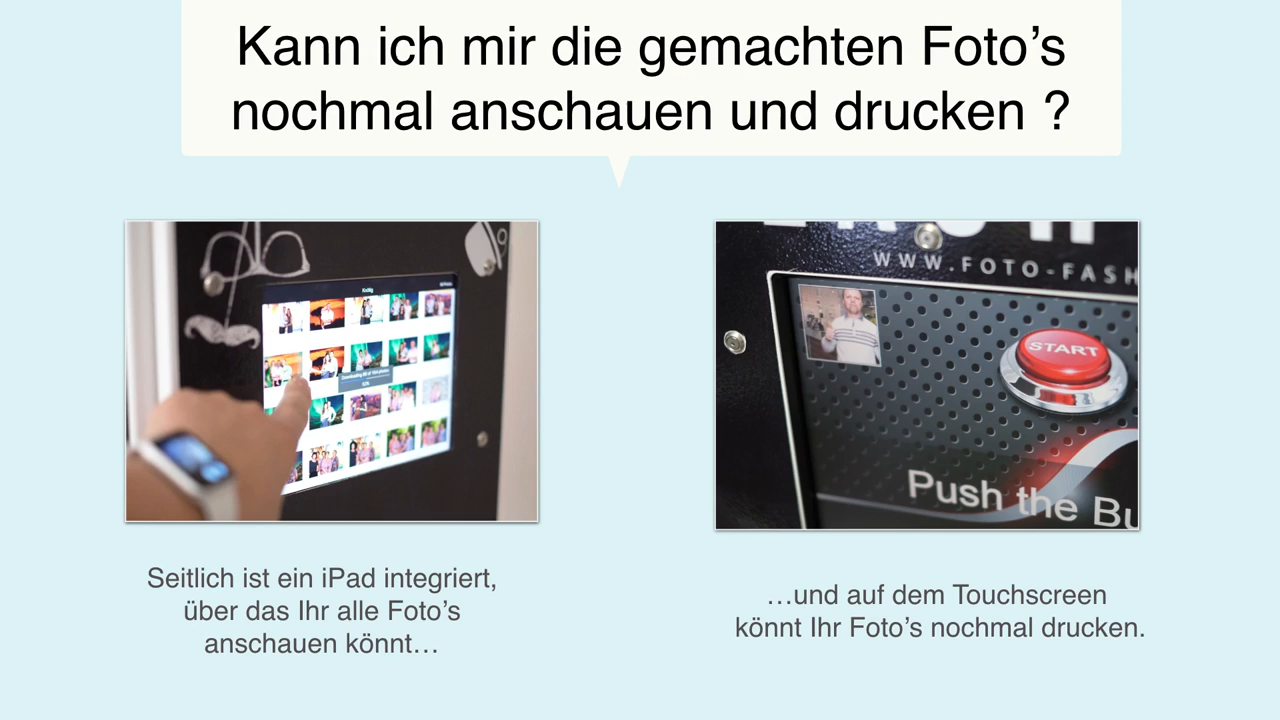 Kann ich mir die gemachten Foto’s
nochmal anschauen und drucken ?
WWW.FOTO-FASH
START
Push the Bu
Seitlich ist ein iPad integriert,
über das Ihr alle Foto’s
anschauen könnt…
…und auf dem Touchscreen
könnt Ihr Foto’s nochmal drucken.